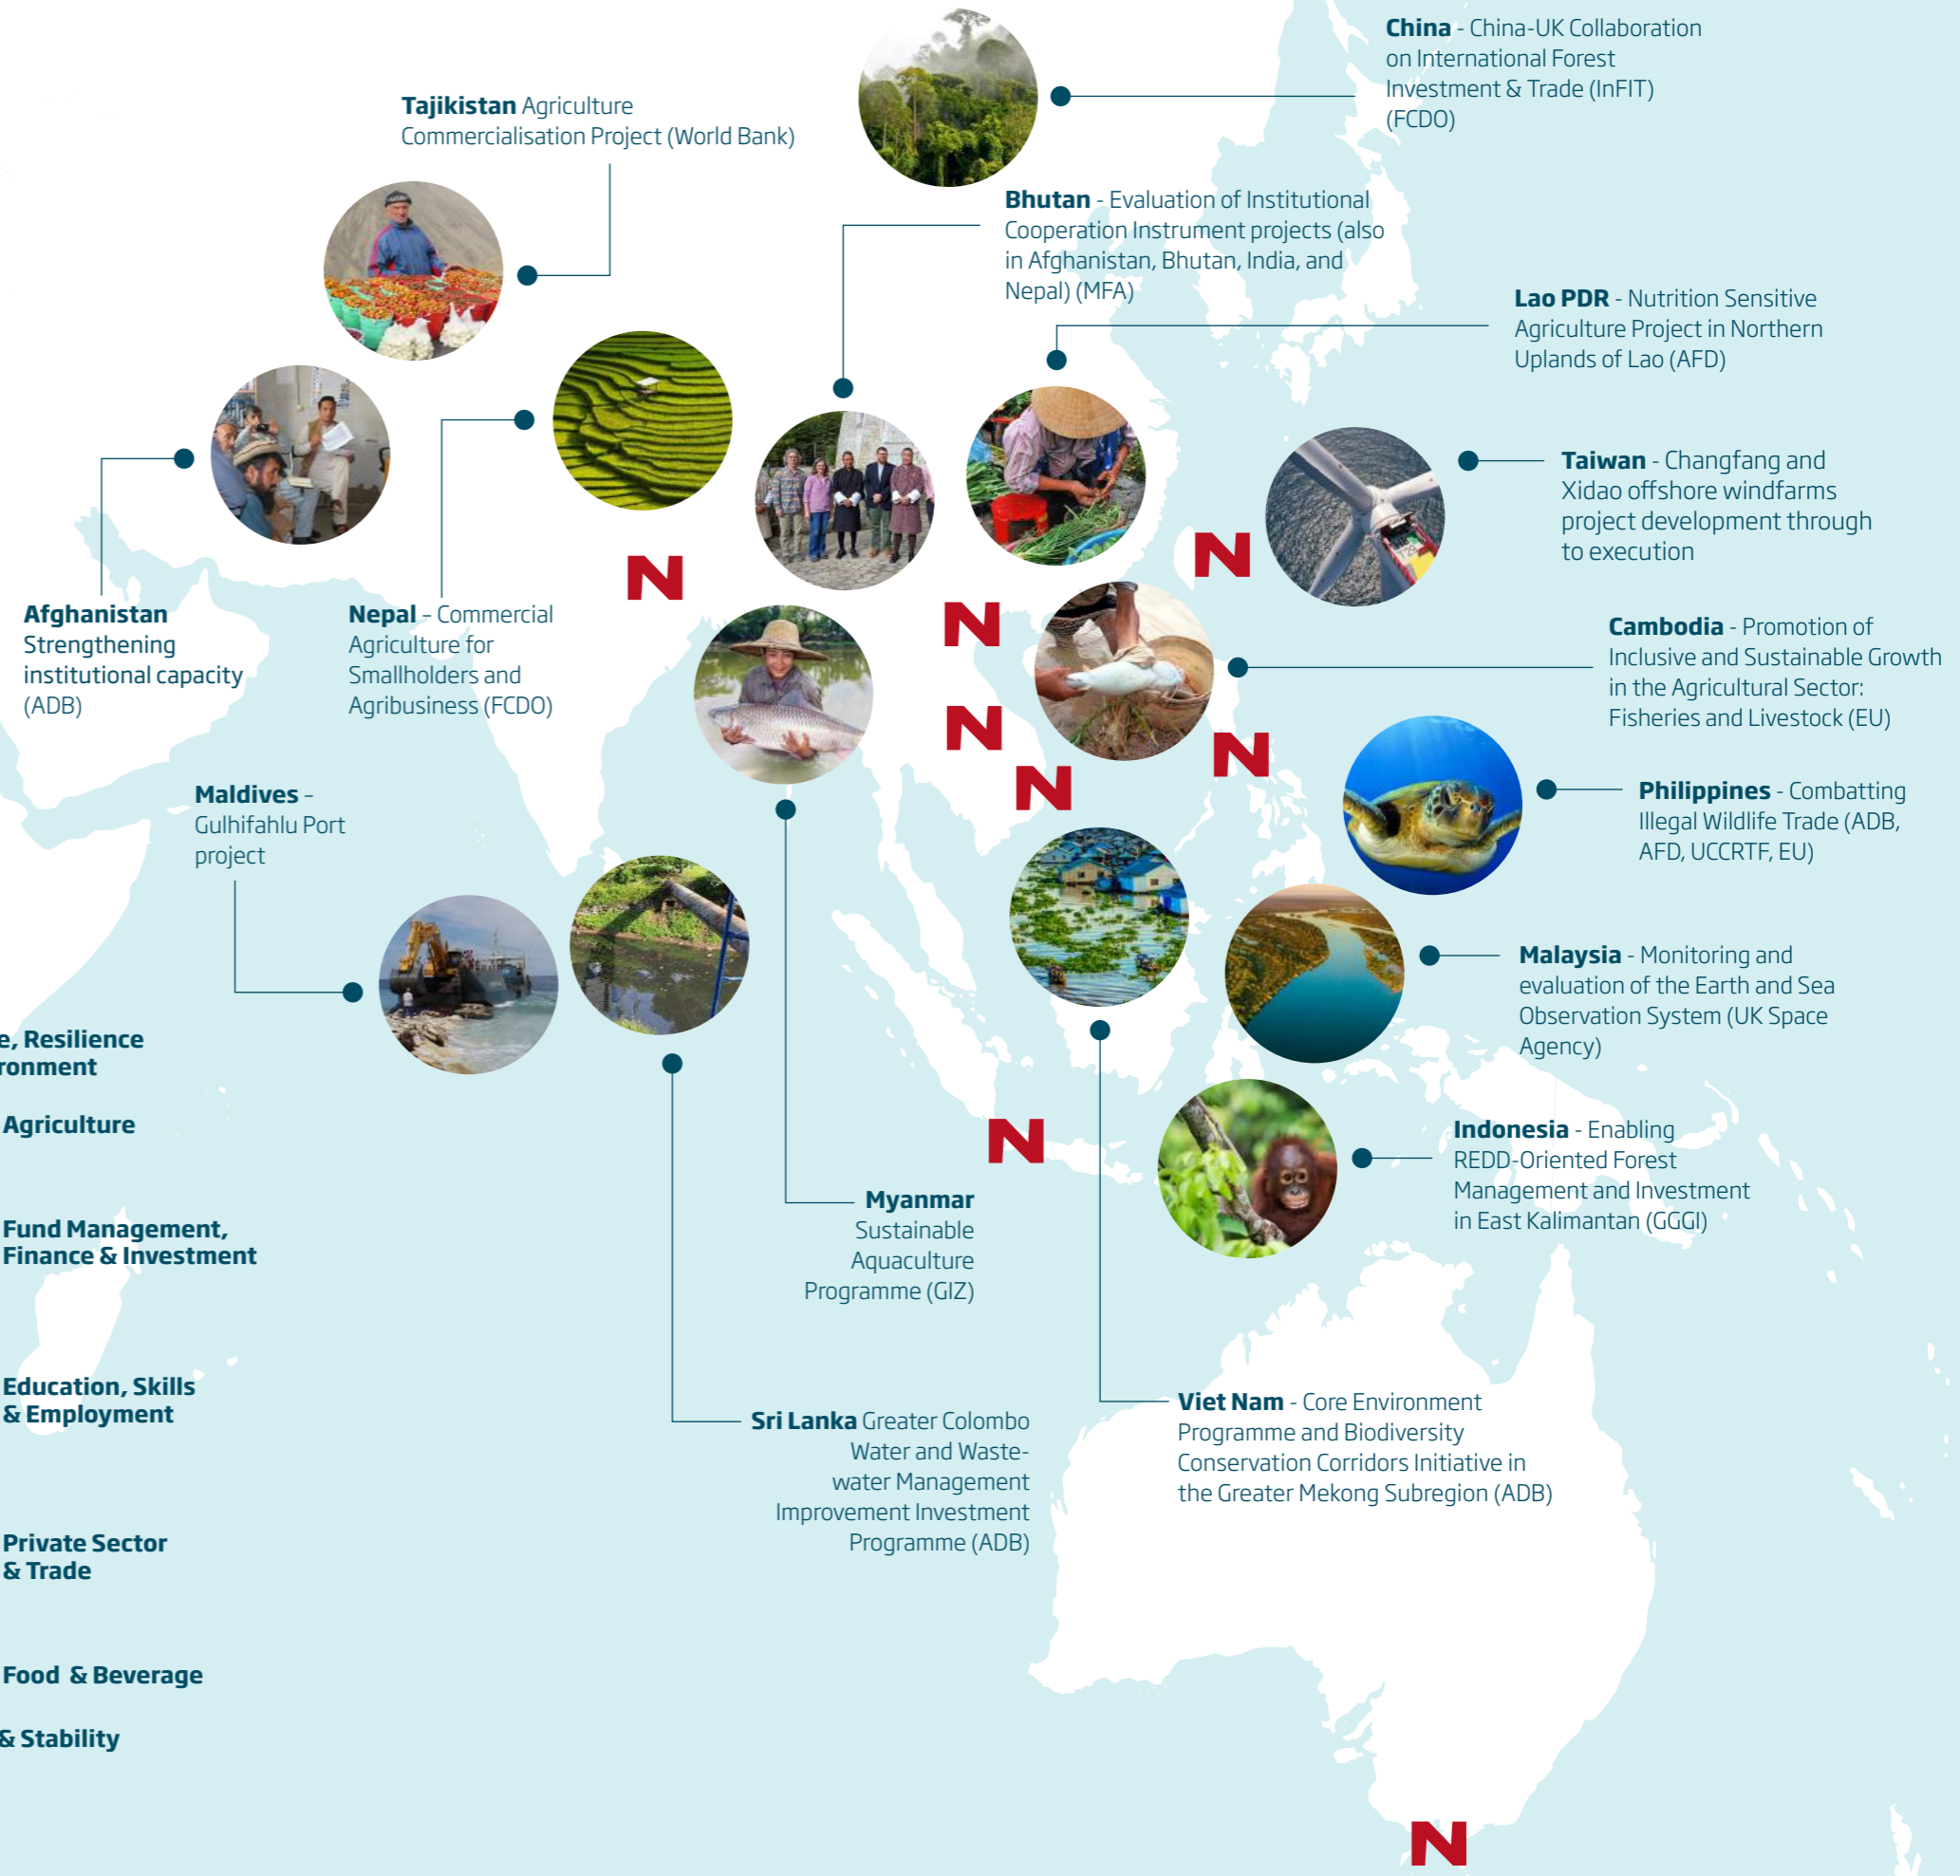 China - China-UK Collaboration
on International Forest
Investment & Trade (InFIT)
(FCDO)
Tajikistan Agriculture
Commercialisation Project (World Bank)
Bhutan - Evaluation of Institutional
Cooperation Instrument projects (also
in Afghanistan, Bhutan, India, and
Nepal) (MFA)
Lao PDR - Nutrition Sensitive
Agriculture Project in Northern
Uplands of Lao (AFD)
Taiwan - Changfang and
Xidao offshore windfarms
project development through
to execution
Afghanistan
Strengthening
institutional capacity
(ADB)
Nepal – Commercial
Agriculture for
Smallholders and
Agribusiness (FCDO)
N
N
N
N
N
N
Cambodia - Promotion of
Inclusive and Sustainable Growth
in the Agricultural Sector:
Fisheries and Livestock (EU)
Maldives –
Gulhifahlu Port
project
Philippines - Combatting
Illegal Wildlife Trade (ADB,
AFD, UCCRTF, EU)
Malaysia - Monitoring and
evaluation of the Earth and Sea
Observation System (UK Space
Agency)
e, Resilience
ronment
Agriculture
N
Indonesia - Enabling
REDD-Oriented Forest
Management and Investment
in East Kalimantan (GGGI)
Myanmar
Sustainable
Aquaculture
Programme (GIZ)
Fund Management,
Finance & Investment
Education, Skills
& Employment
Sri Lanka Greater Colombo
Water and Waste-
water Management
Improvement Investment
Programme (ADB)
Viet Nam - Core Environment
Programme and Biodiversity
Conservation Corridors Initiative in
the Greater Mekong Subregion (ADB)
Private Sector
& Trade
Food & Beverage
& Stability
N